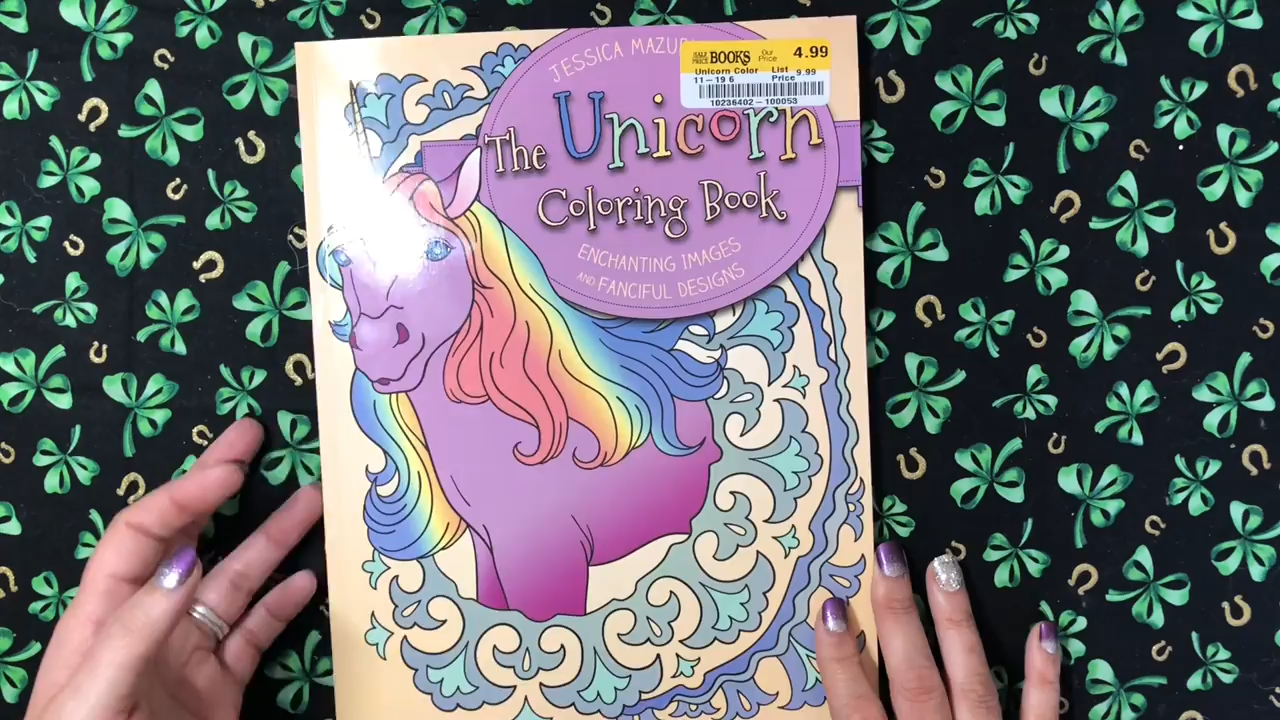 JESSICA
HALF PRICE BOOKS Our Price 4.99
Unicorn Color List Price 9.99
11-19 6
10236402-100053
The Unicorn
Coloring Book
ENCHANTING IMAGES
AND FANCIFUL DESIGNS